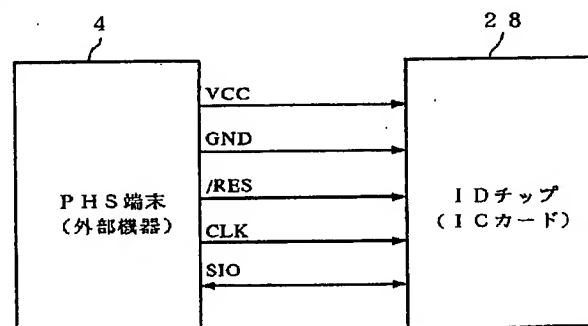 4
28
VCC
GND
/RES
CLK
SIO
PHS端末
(外部機器)
IDチップ
(ICカード)